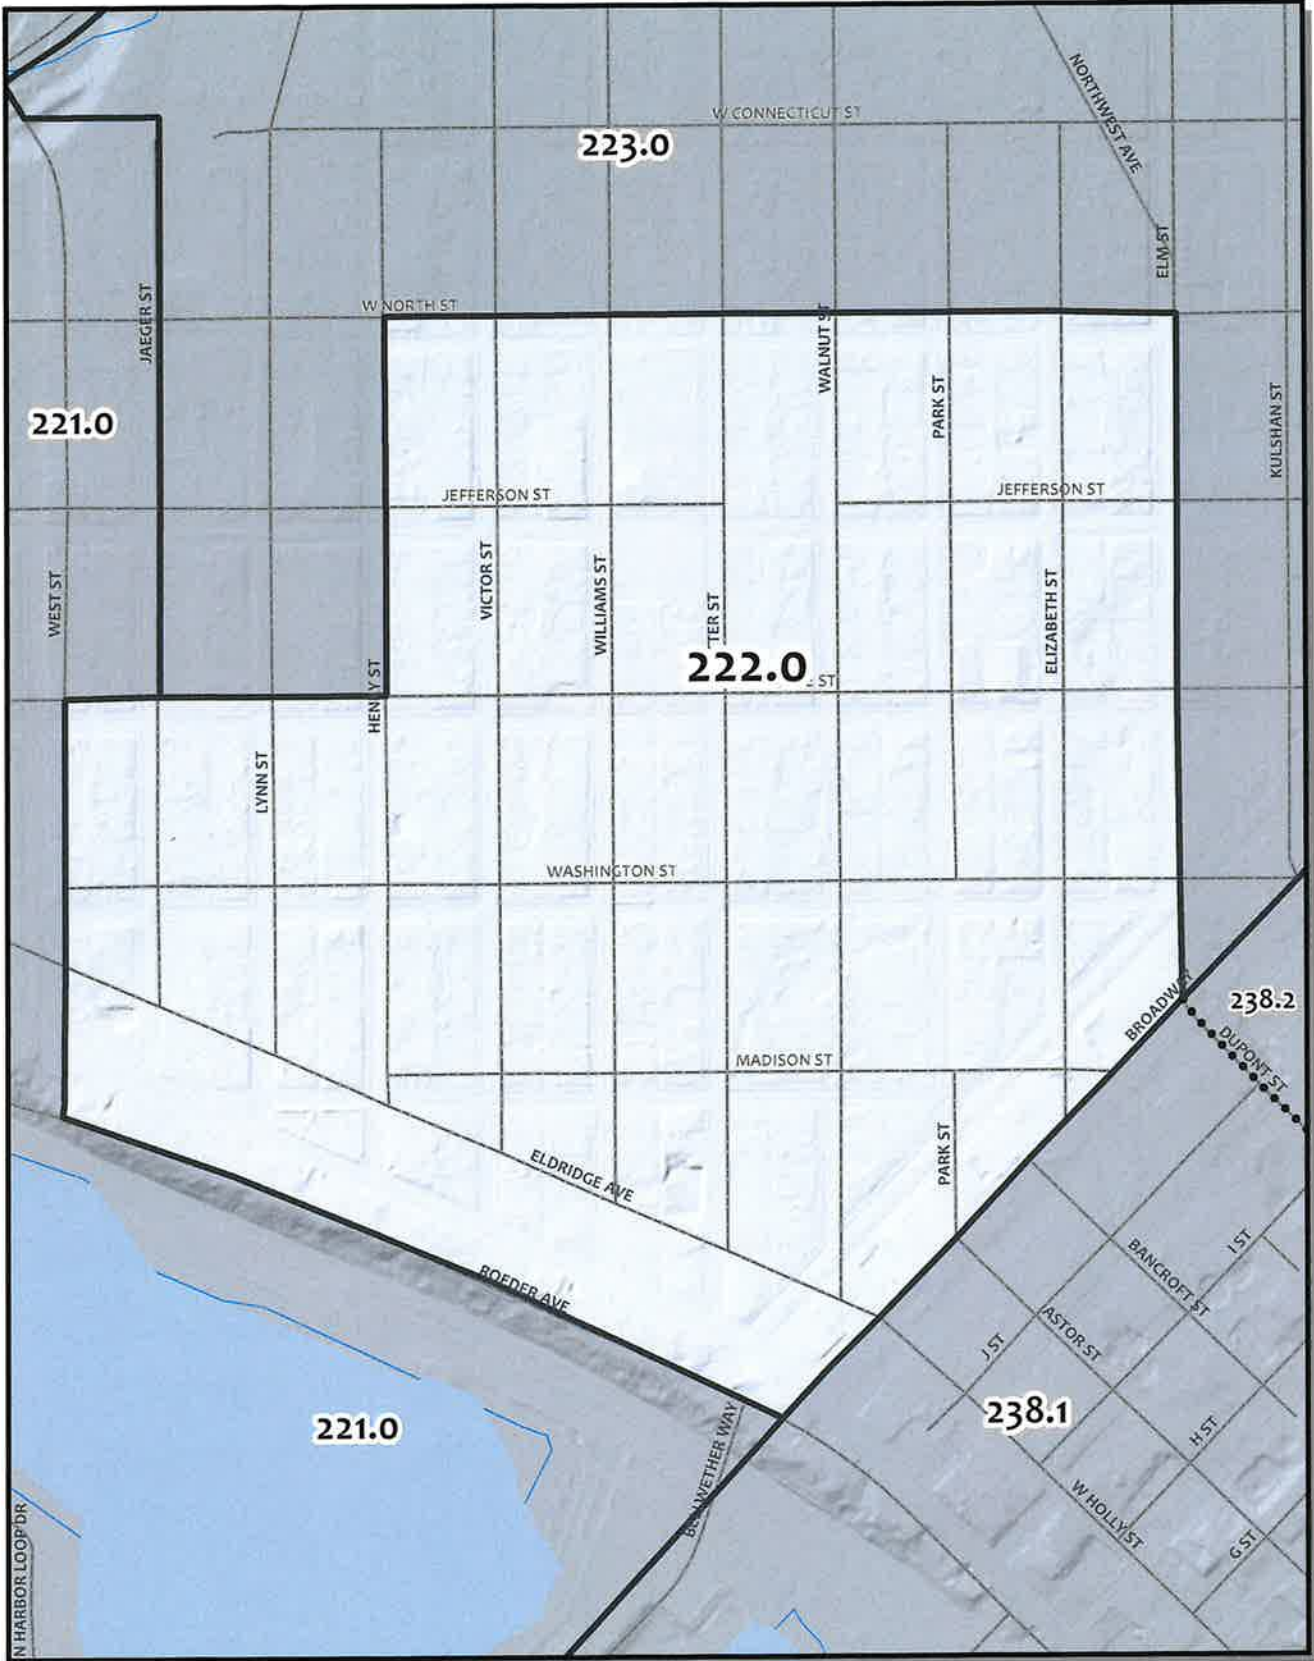 NORTHWEST AVE
W CONNECTICUT ST
223.0
ELM ST
W NORTH ST
JAEGER ST
WALNUT ST
PARK ST
KULSHAN ST
221.0
JEFFERSON ST
JEFFERSON ST
WEST ST
VICTOR ST
WILLIAMS ST
TER ST
ELIZABETH ST
222.0
ST
HENRY ST
LYNN ST
WASHINGTON ST
BROADWAY
238.2
DUPONT ST
MADISON ST
PARK ST
ELDRIDGE AVE
ROEDER AVE
BANCROFT ST
I ST
ASTOR ST
J ST
238.1
221.0
BELLWETHER WAY
H ST
W HOLLY ST
G ST
N HARBOR LOOP DR